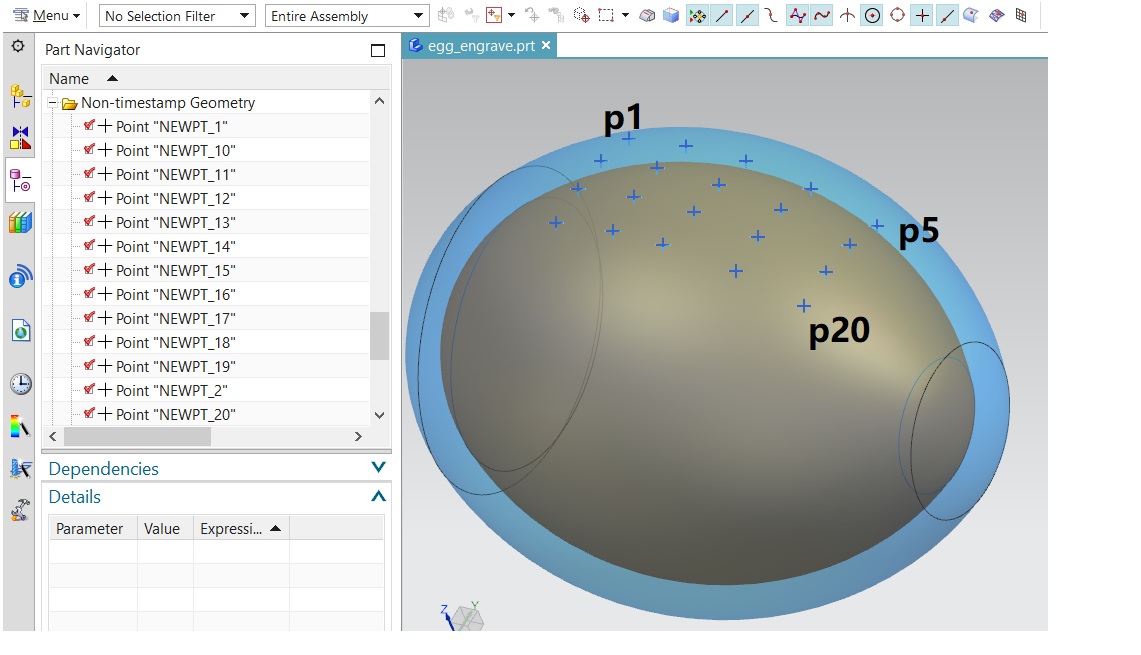 Menu
No Selection Filter
Entire Assembly
Part Navigator
egg_engrave.prt
Name
Non-timestamp Geometry
Point "NEWPT_1"
Point "NEWPT_10"
Point "NEWPT_11"
Point "NEWPT_12"
Point "NEWPT_13"
Point "NEWPT_14"
Point "NEWPT_15"
Point "NEWPT_16"
Point "NEWPT_17"
Point "NEWPT_18"
Point "NEWPT_19"
Point "NEWPT_2"
Point "NEWPT_20"
Dependencies
Details
Parameter Value Expressi...
p1
p5
p20
Z
Y